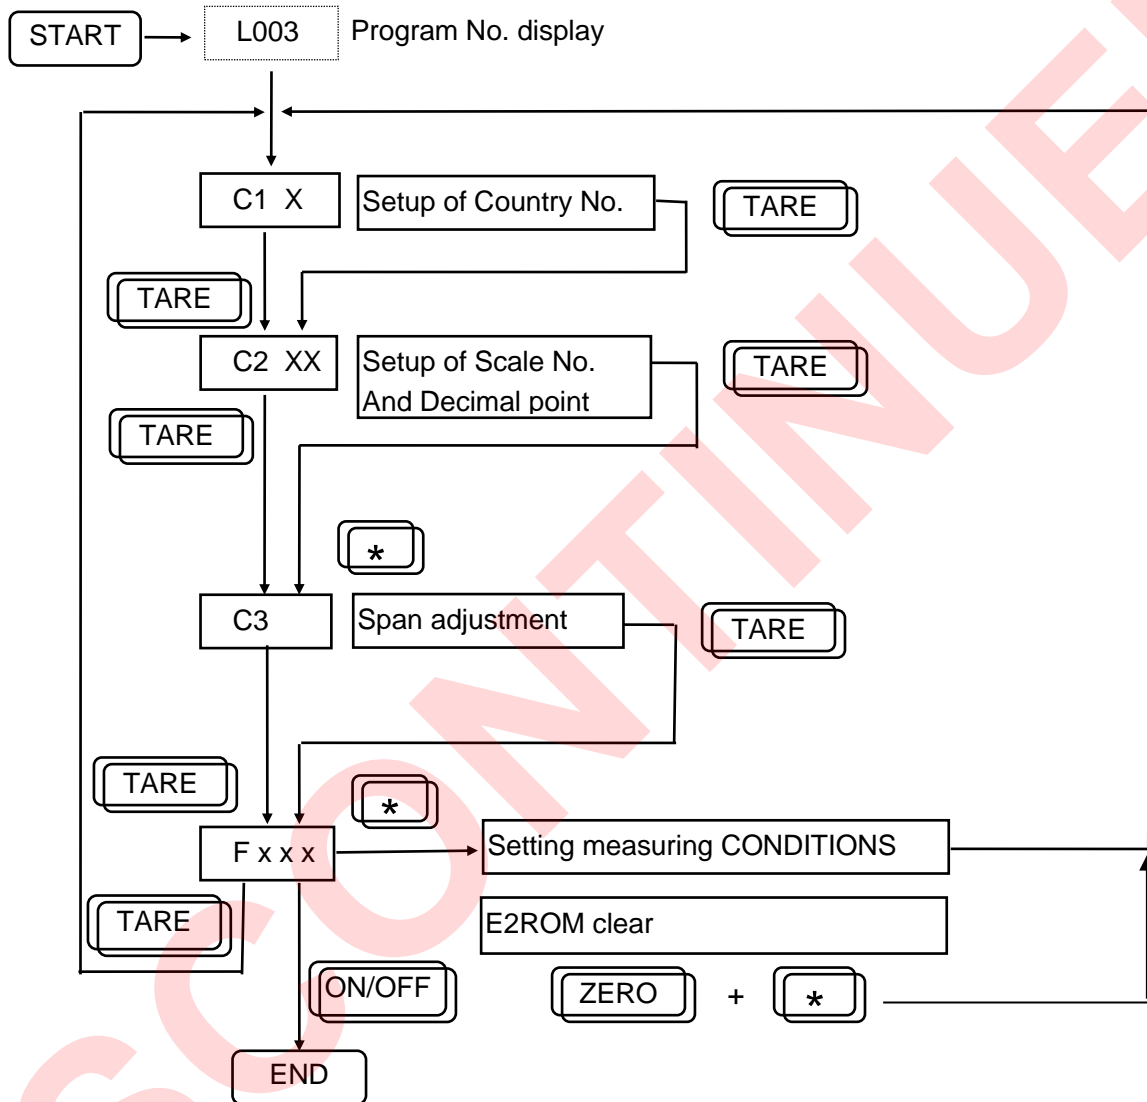 START
L003
Program No. display
C1 X
Setup of Country No.
TARE
TARE
C2 XX
Setup of Scale No.
And Decimal point
TARE
TARE
*
C3
Span adjustment
TARE
TARE
*
F x x x
Setting measuring CONDITIONS
TARE
E2ROM clear
ON/OFF
ZERO + *
END
SCONTINUE